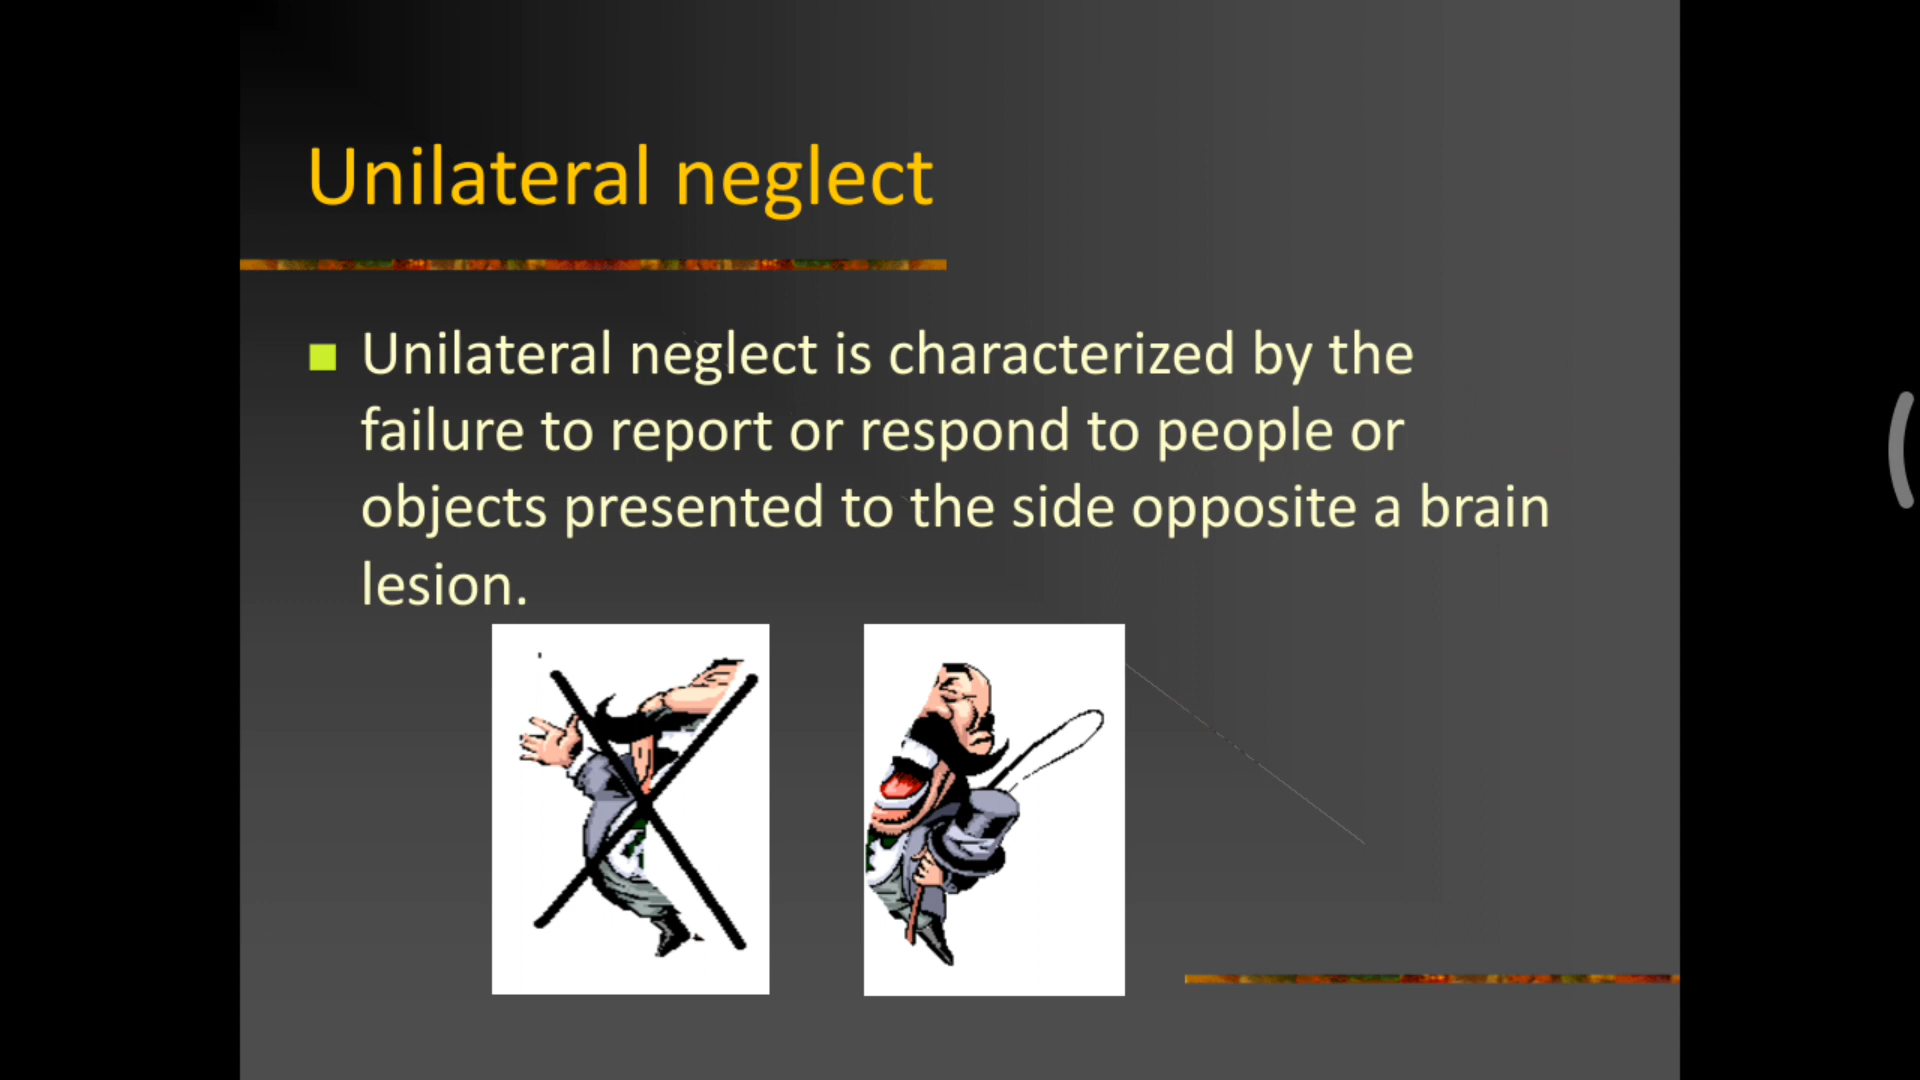 Unilateral neglect
Unilateral neglect is characterized by the
failure to report or respond to people or
objects presented to the side opposite a brain
lesion.